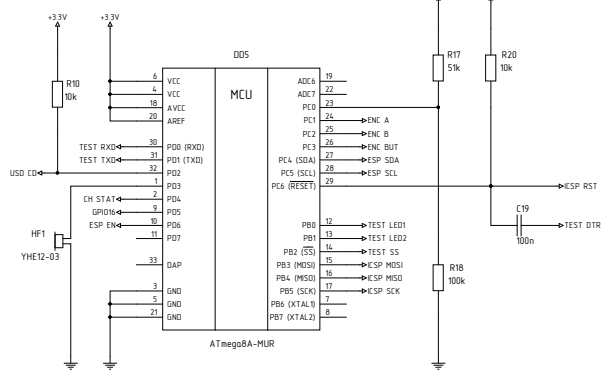 +3.3V
+3.3V
DD5
MCU
R10
10k
R17
51k
R20
10k
6 VCC
4 VCC
18 AVCC
20 AREF
30 PD0 (RXD)
31 PD1 (TXD)
32 PD2
1 PD3
2 PD4
9 PD5
10 PD6
11 PD7
33 DAP
3 GND
5 GND
21 GND
ADC6 19
ADC7 22
PC0 23
PC1 24 ENC A
PC2 25 ENC B
PC3 26 ENC BUT
PC4 (SDA) 27 ESP SDA
PC5 (SCL) 28 ESP SCL
PC6 (RESET) 29 ICSP RST
PB0 12 TEST LED1
PB1 13 TEST LED2
PB2 (SS) 14 TEST SS
PB3 (MOSI) 15 ICSP MOSI
PB4 (MISO) 16 ICSP MISO
PB5 (SCK) 17 ICSP SCK
PB6 (XTAL1) 7
PB7 (XTAL2) 8
TEST RXD
TEST TXD
USD CD
CH STAT
GPIO16
ESP EN
HF1
YHE12-03
C19
100n
TEST DTR
R18
100k
ATmega8A-MUR